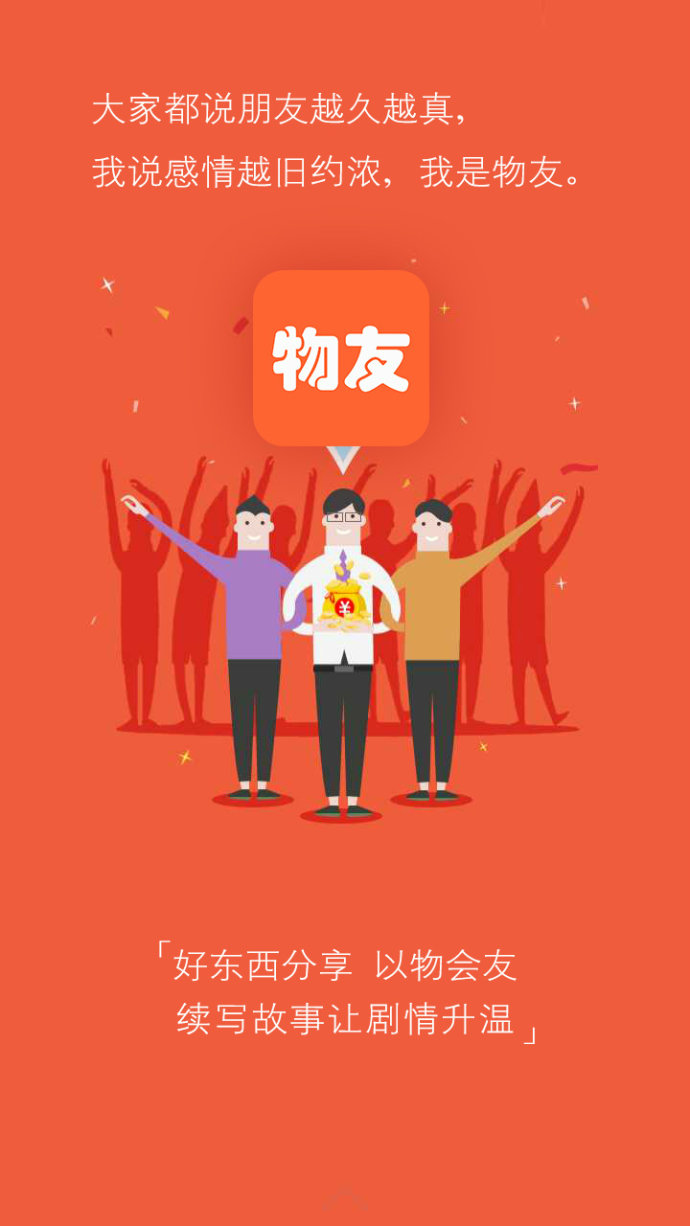 大家都说朋友越久越真，
我说感情越旧约浓，我是物友。
物友
¥
「好东西分享 以物会友
续写故事让剧情升温」